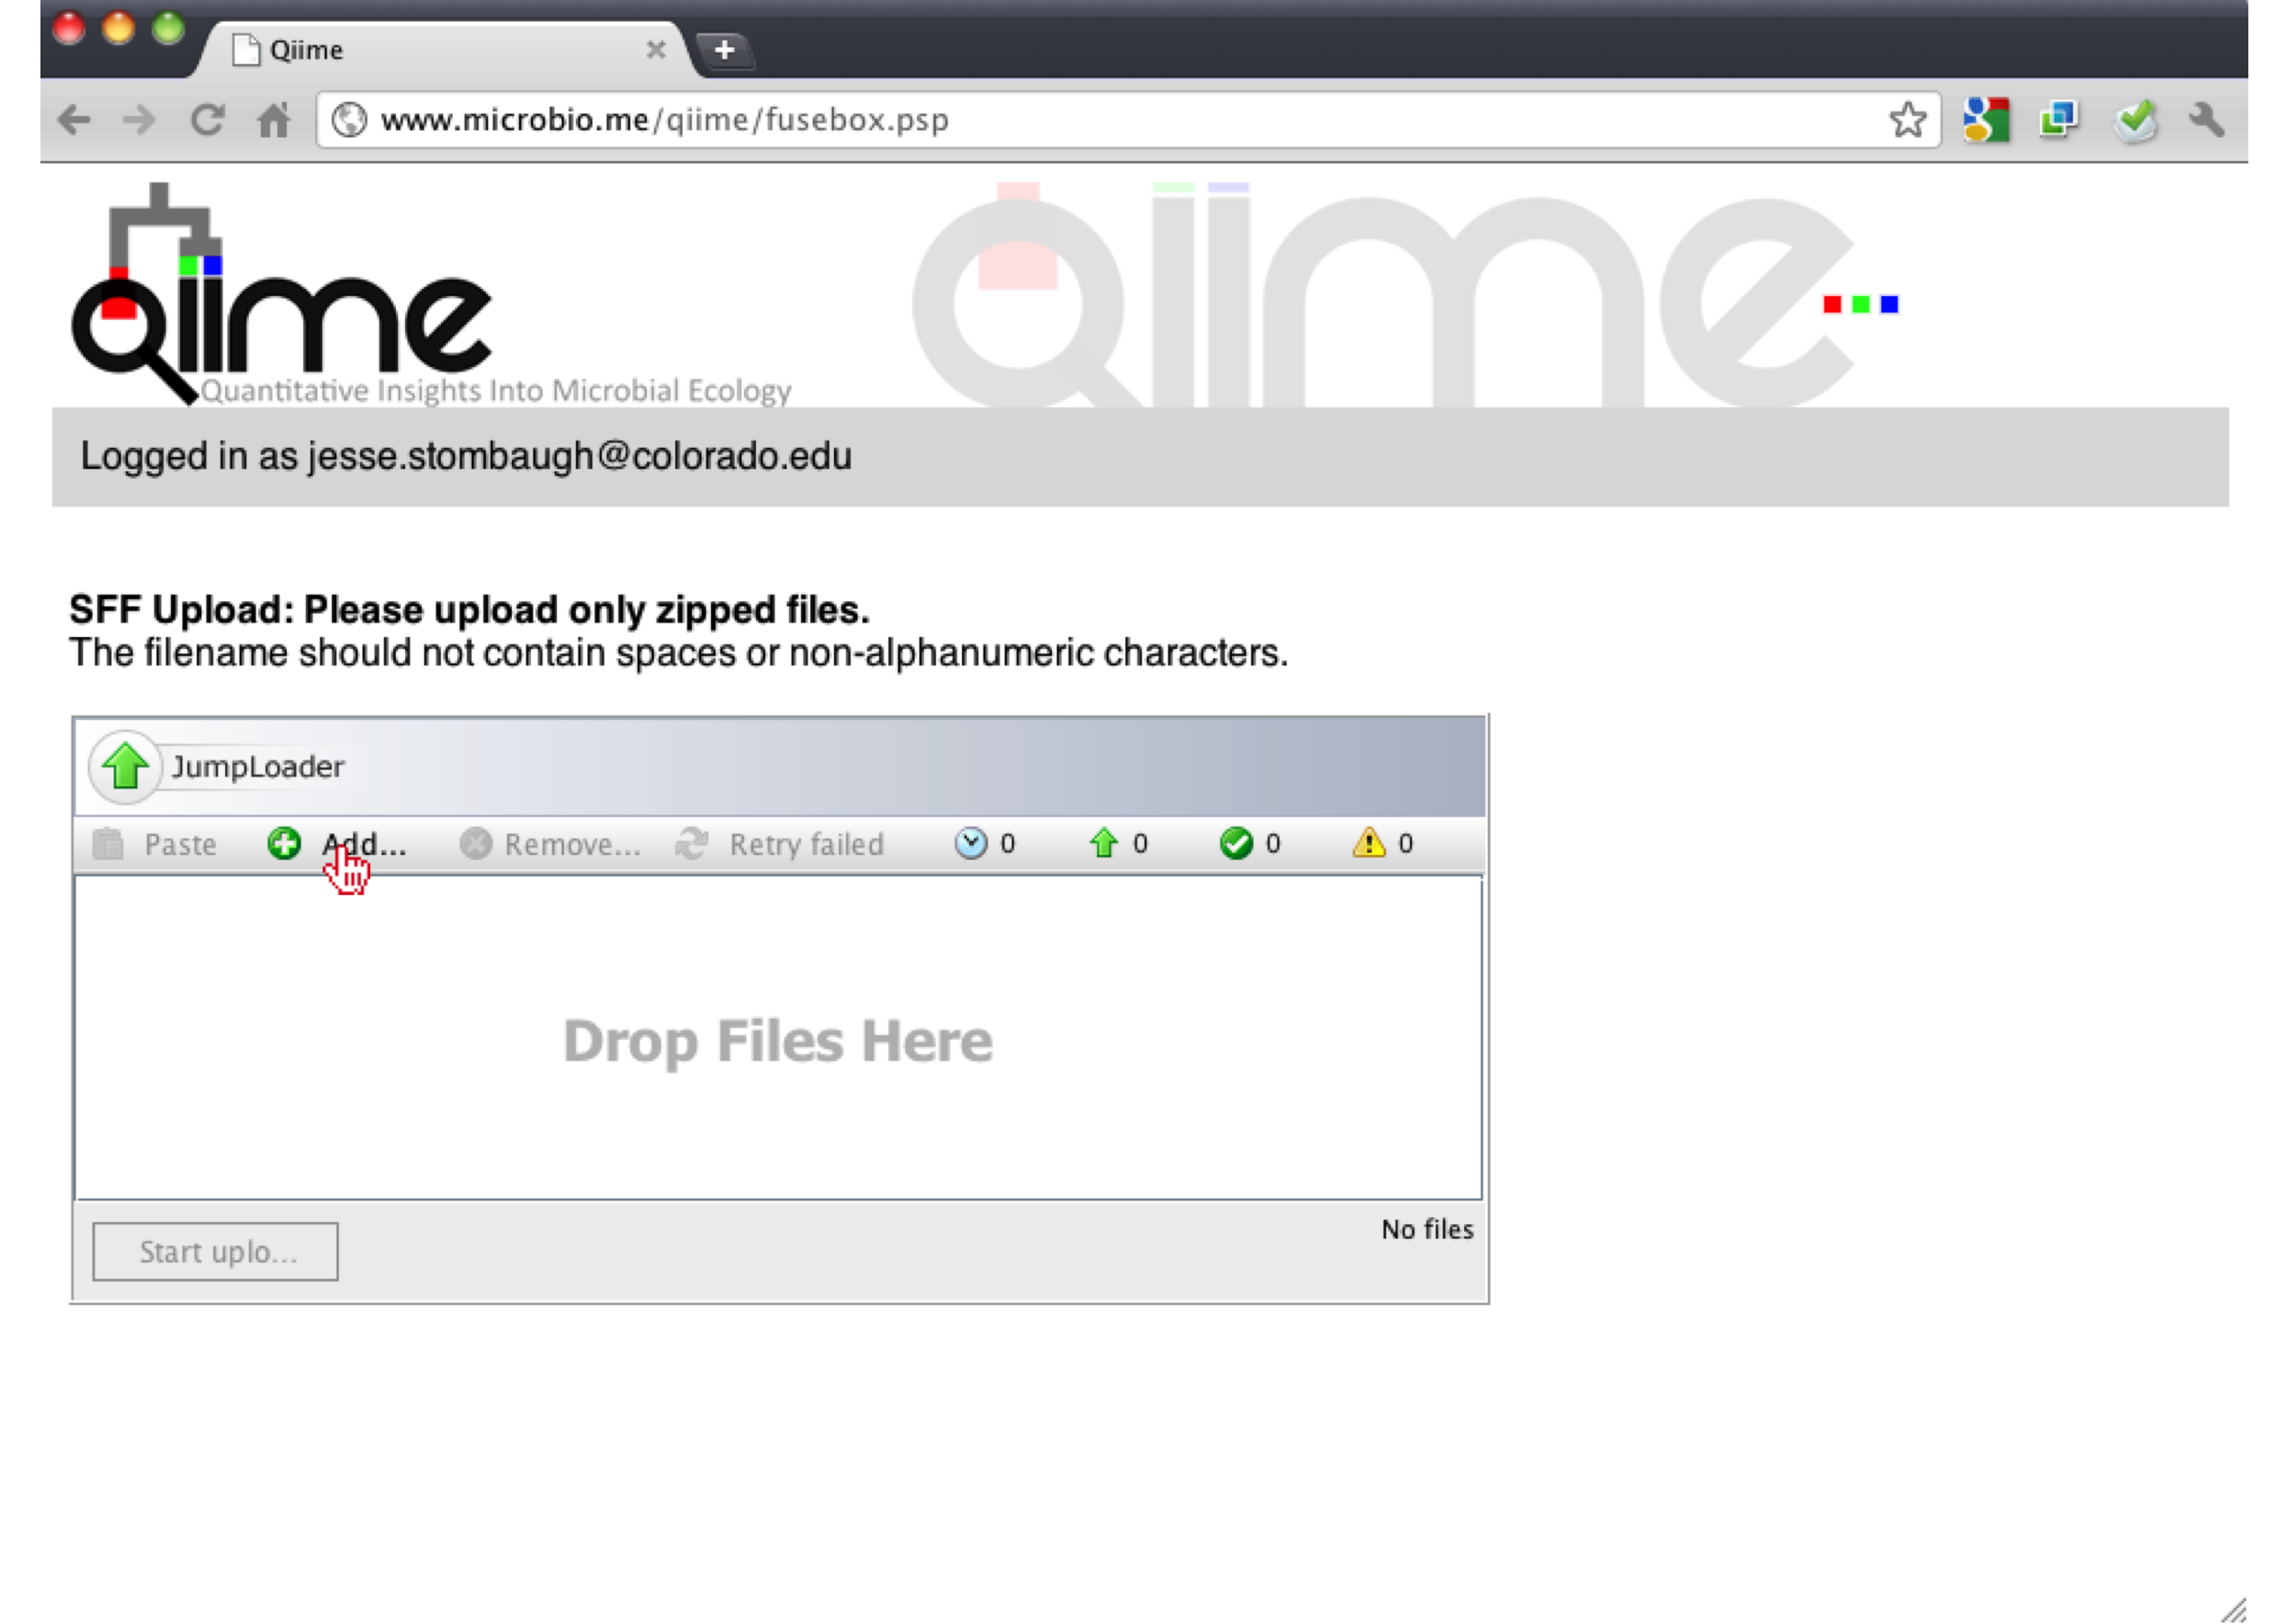 Qiime
www.microbio.me/qiime/fusebox.psp
Qiime
Qiime
Quantitative Insights Into Microbial Ecology
Logged in as jesse.stombaugh@colorado.edu
SFF Upload: Please upload only zipped files.
The filename should not contain spaces or non-alphanumeric characters.
JumpLoader
Paste Add... Remove... Retry failed 0 0 0 0
Drop Files Here
No files
Start uplo...